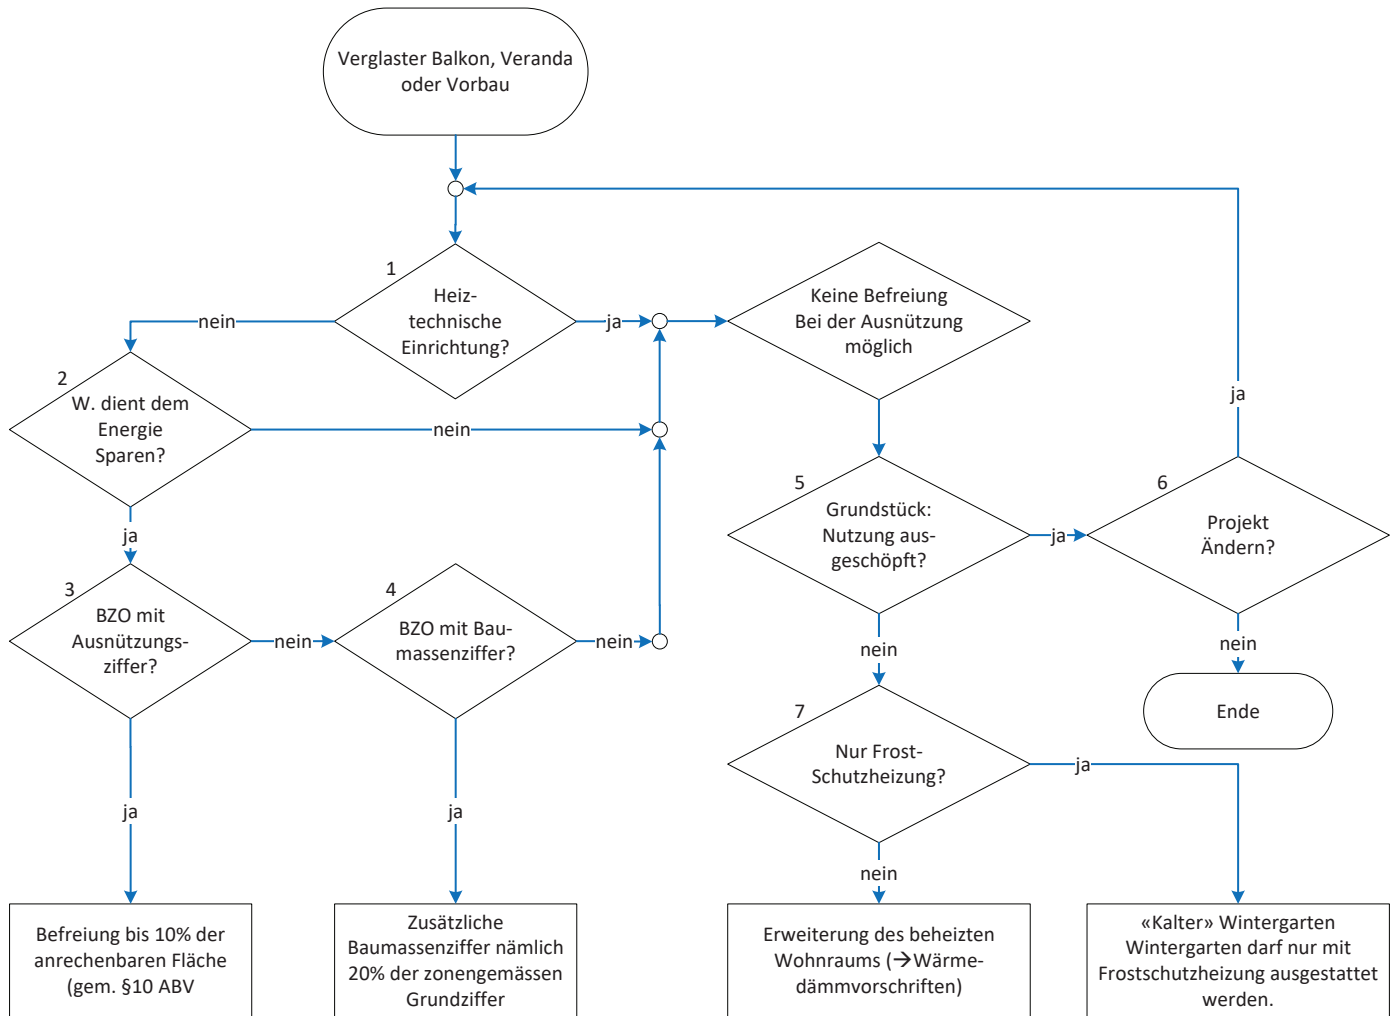 Verglaster Balkon, Veranda
oder Vorbau
1
Heiz-
technische
Einrichtung?
nein
ja
Keine Befreiung
Bei der Ausnützung
möglich
2
W. dient dem
Energie
Sparen?
nein
ja
ja
5
Grundstück:
Nutzung aus-
geschöpft?
ja
6
Projekt
Ändern?
3
BZO mit
Ausnützungs-
ziffer?
nein
4
BZO mit Bau-
massenziffer?
nein
nein
nein
Ende
7
Nur Frost-
Schutzheizung?
ja
ja
ja
nein
Befreiung bis 10% der
anrechenbaren Fläche
(gem. §10 ABV
Zusätzliche
Baumassenziffer nämlich
20% der zonengemässen
Grundziffer
Erweiterung des beheizten
Wohnraums (→Wärme-
dämmvorschriften)
«Kalter» Wintergarten
Wintergarten darf nur mit
Frostschutzheizung ausgestattet
werden.